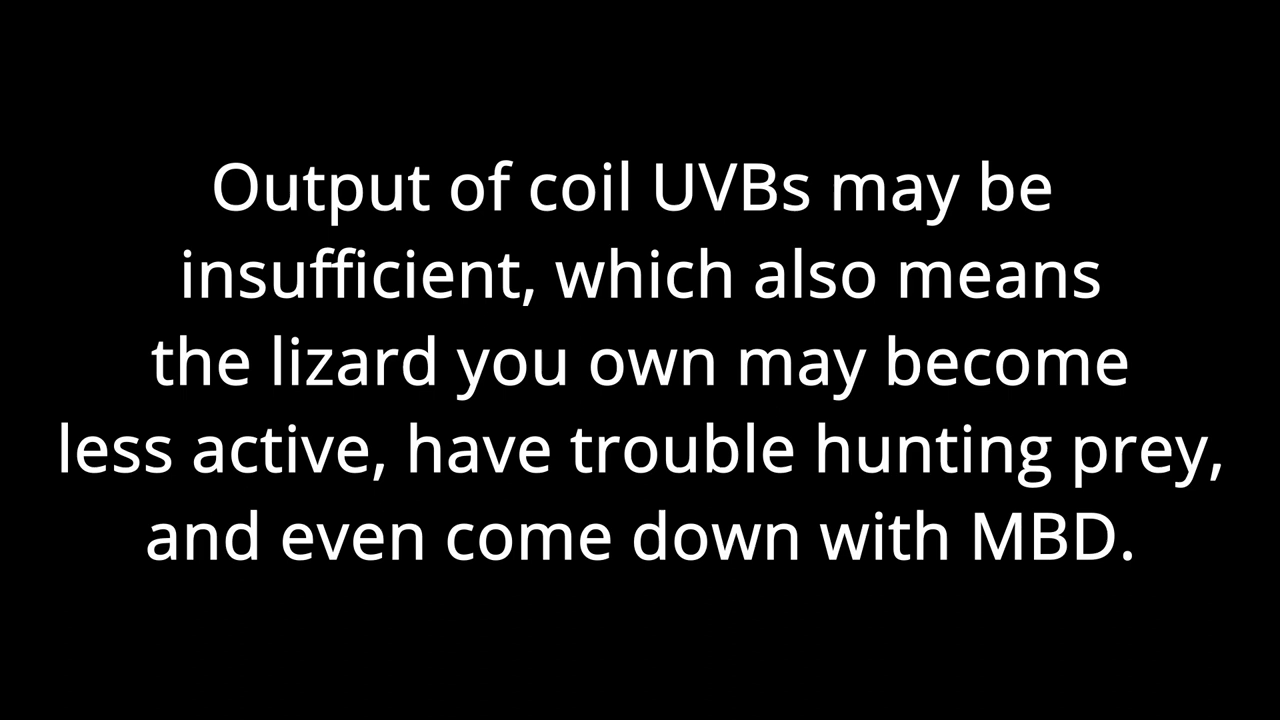 Output of coil UVBs may be
insufficient, which also means
the lizard you own may become
less active, have trouble hunting prey,
and even come down with MBD.